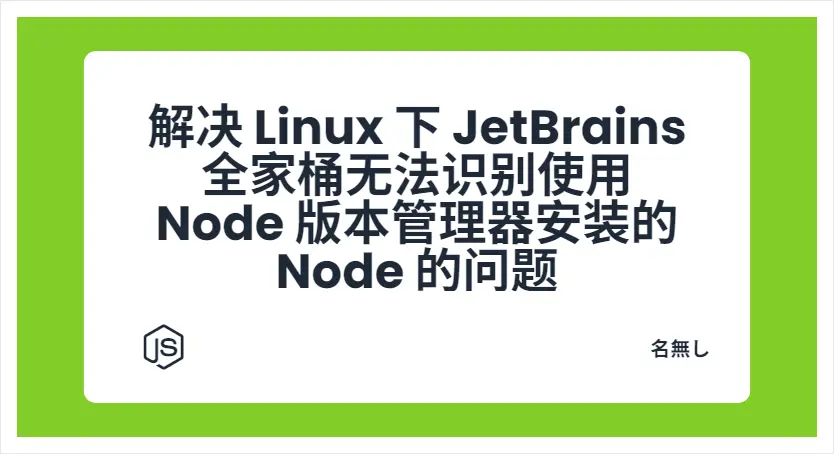 解决 Linux 下 JetBrains
全家桶无法识别使用
Node 版本管理器安装的
Node 的问题
JS
名無し